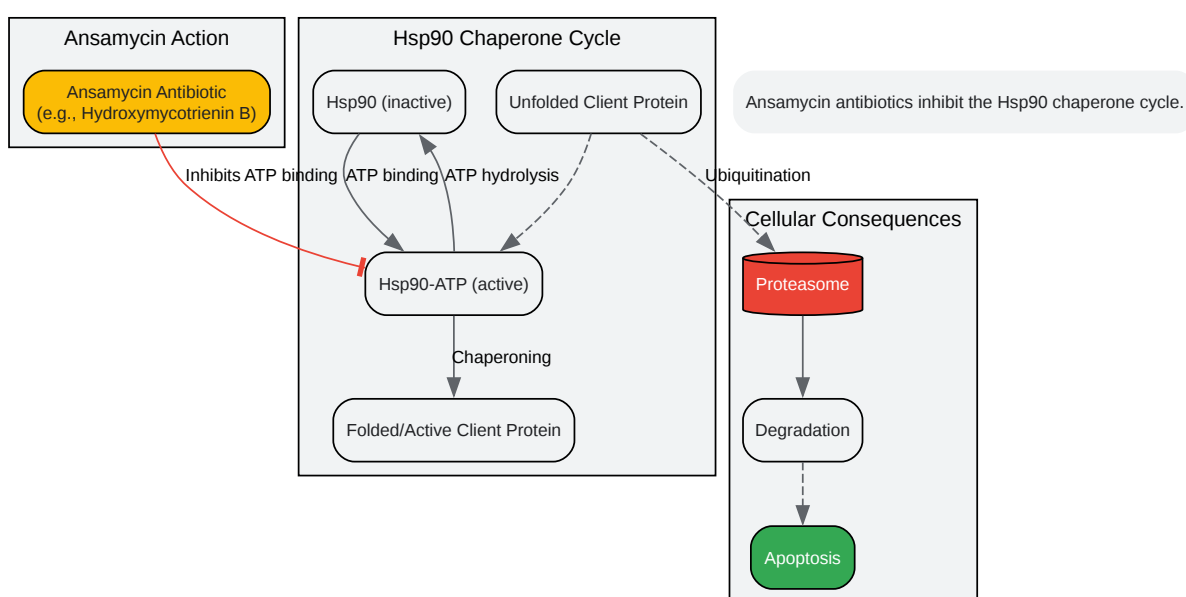 Ansamycin Action
Ansamycin Antibiotic
(e.g., Hydroxymycotrienin B)
Hsp90 Chaperone Cycle
Hsp90 (inactive)
Unfolded Client Protein
Ansamycin antibiotics inhibit the Hsp90 chaperone cycle.
Inhibits ATP binding
ATP binding
ATP hydrolysis
Ubiquitination
Hsp90-ATP (active)
Chaperoning
Folded/Active Client Protein
Cellular Consequences
Proteasome
Degradation
Apoptosis